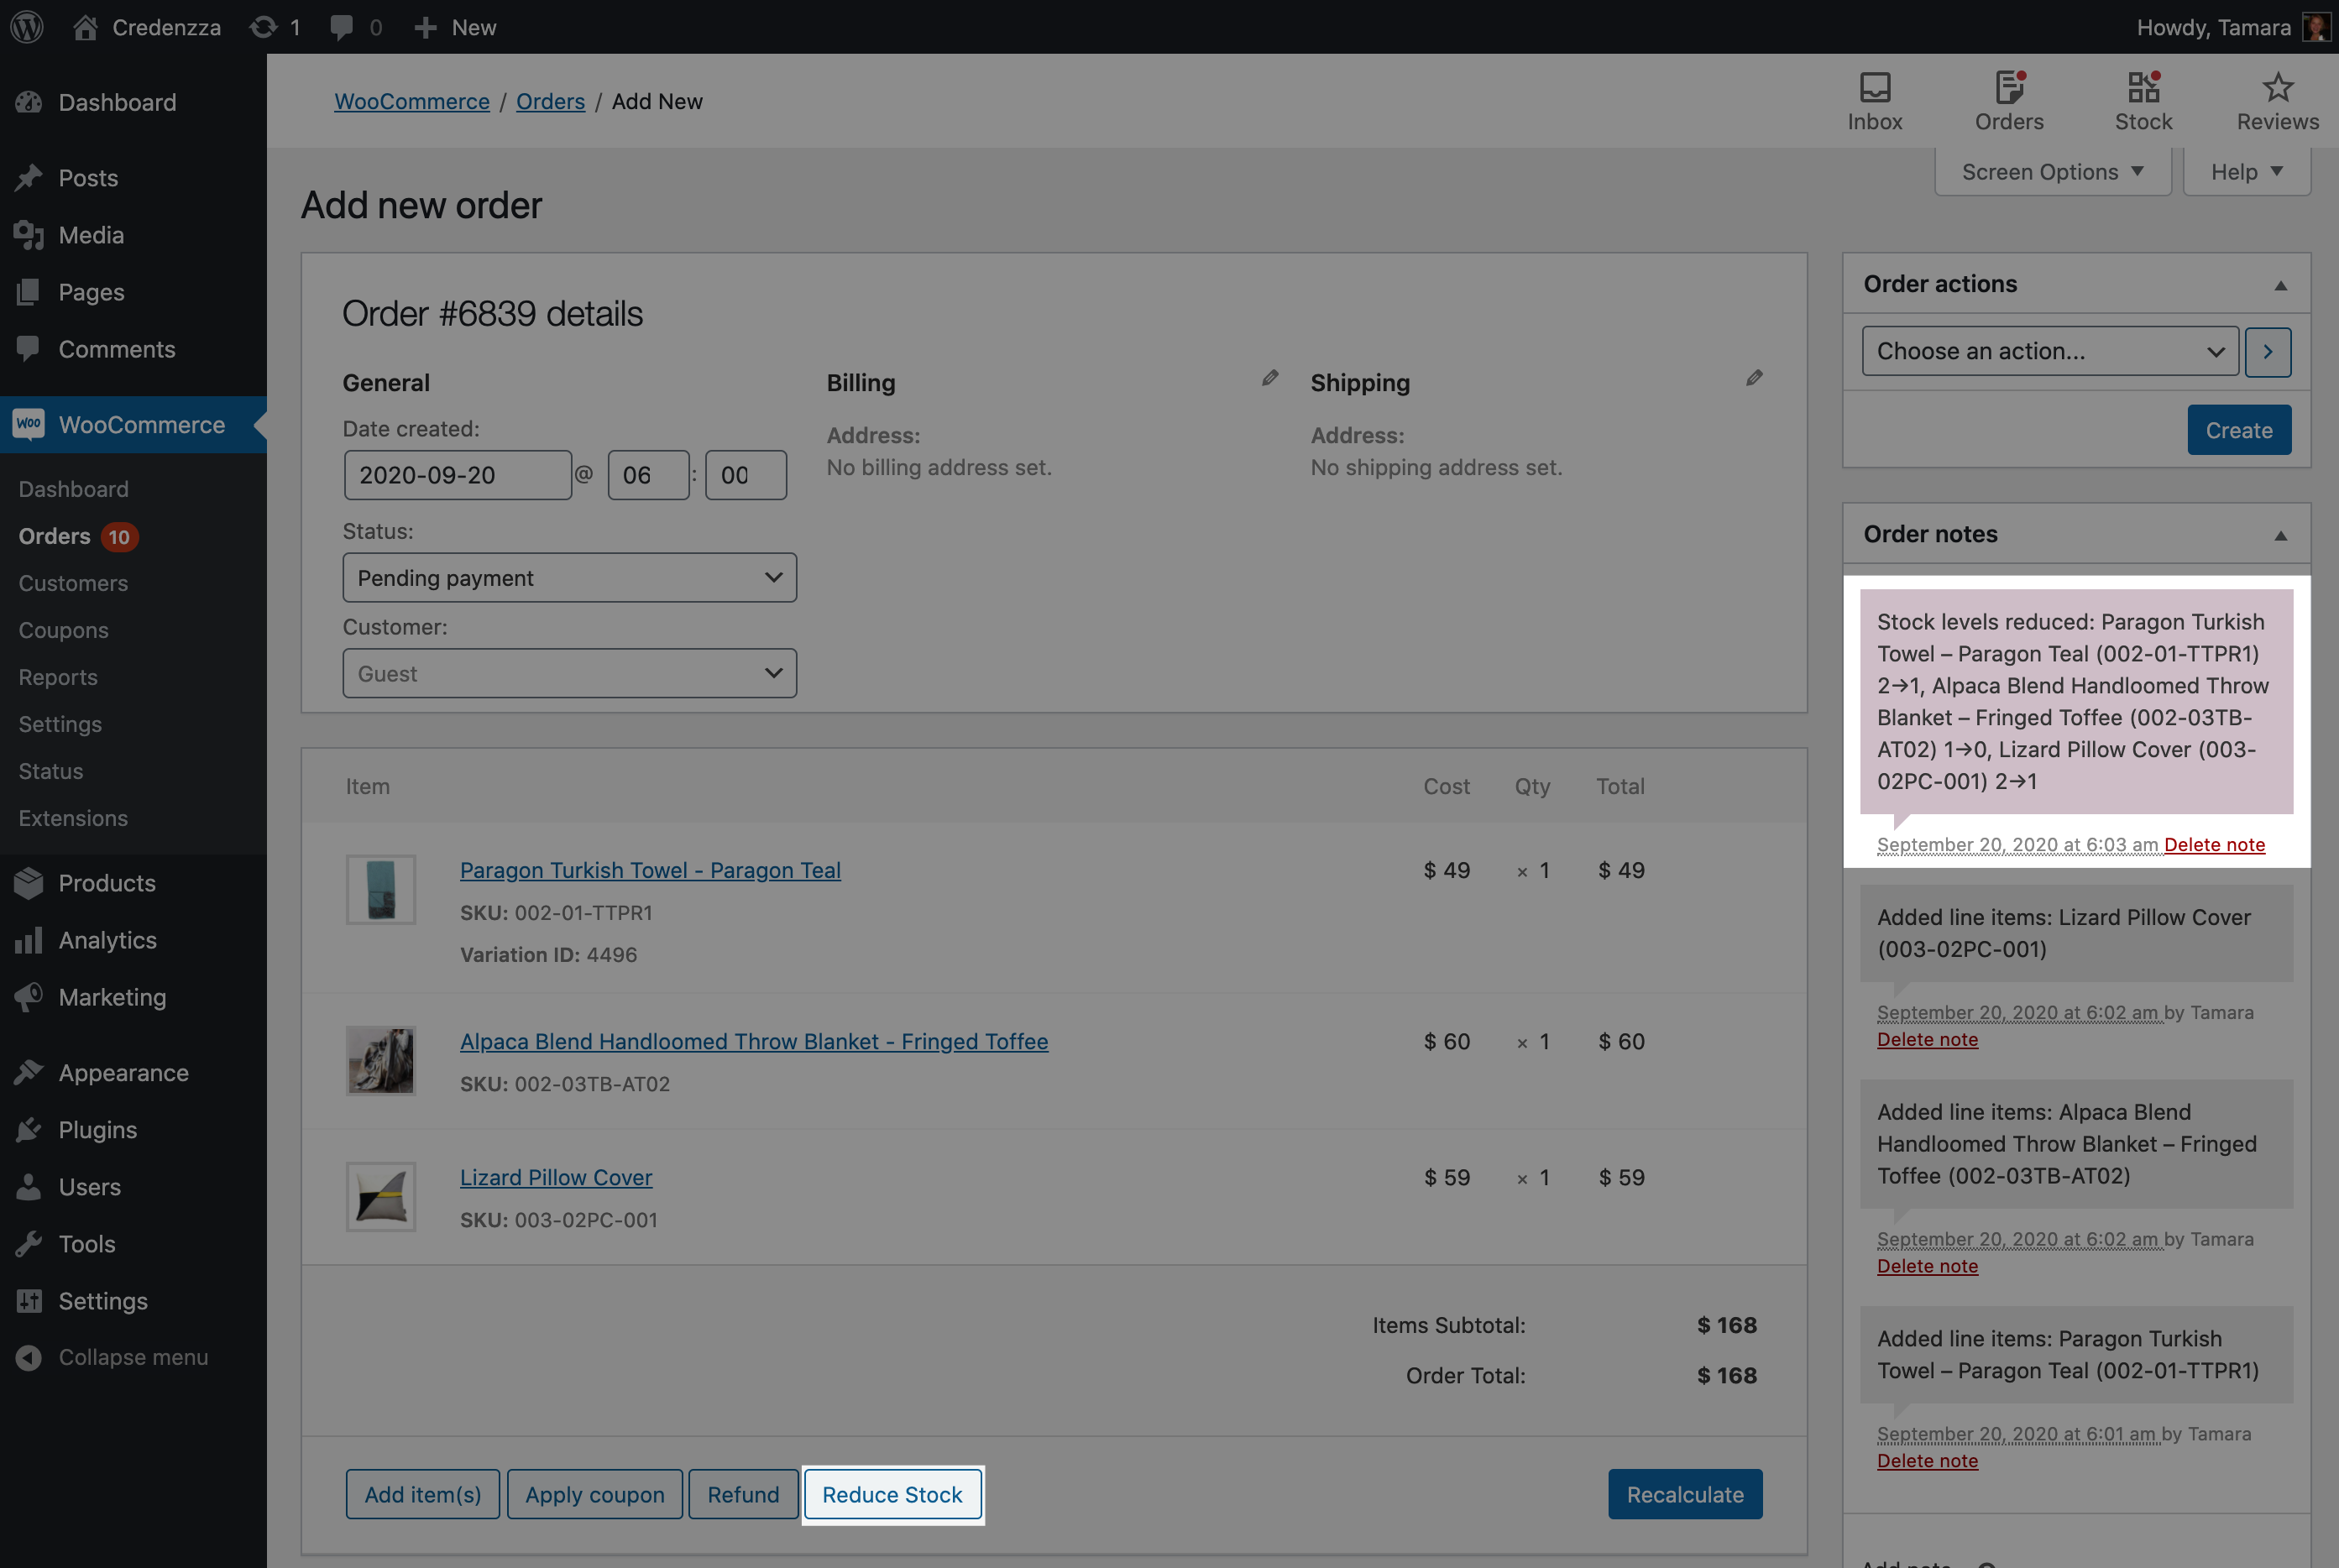 Credenzza 1 0 New Howdy, Tamara
Dashboard
Posts
Media
Pages
Comments
Woo WooCommerce
Dashboard
Orders 10
Customers
Coupons
Reports
Settings
Status
Extensions
Products
Analytics
Marketing
Appearance
Plugins
Users
Tools
Settings
Collapse menu
WooCommerce / Orders / Add New
Inbox Orders Stock Reviews
Screen Options ▼ Help ▼
Add new order
Order #6839 details
General
Date created:
2020-09-20 @ 06 : 00
Status:
Pending payment
Customer:
Guest
Billing
Address:
No billing address set.
Shipping
Address:
No shipping address set.
Item Cost Qty Total
Paragon Turkish Towel - Paragon Teal $ 49 × 1 $ 49
SKU: 002-01-TTPR1
Variation ID: 4496
Alpaca Blend Handloomed Throw Blanket - Fringed Toffee $ 60 × 1 $ 60
SKU: 002-03TB-AT02
Lizard Pillow Cover $ 59 × 1 $ 59
SKU: 003-02PC-001
Items Subtotal: $ 168
Order Total: $ 168
Add item(s) Apply coupon Refund Reduce Stock Recalculate
Order actions
Choose an action...
Create
Order notes
Stock levels reduced: Paragon Turkish
Towel – Paragon Teal (002-01-TTPR1)
2→1, Alpaca Blend Handloomed Throw
Blanket – Fringed Toffee (002-03TB-
AT02) 1→0, Lizard Pillow Cover (003-
02PC-001) 2→1
September 20, 2020 at 6:03 am Delete note
Added line items: Lizard Pillow Cover
(003-02PC-001)
September 20, 2020 at 6:02 am by Tamara
Delete note
Added line items: Alpaca Blend
Handloomed Throw Blanket – Fringed
Toffee (002-03TB-AT02)
September 20, 2020 at 6:02 am by Tamara
Delete note
Added line items: Paragon Turkish
Towel – Paragon Teal (002-01-TTPR1)
September 20, 2020 at 6:01 am by Tamara
Delete note
Add note